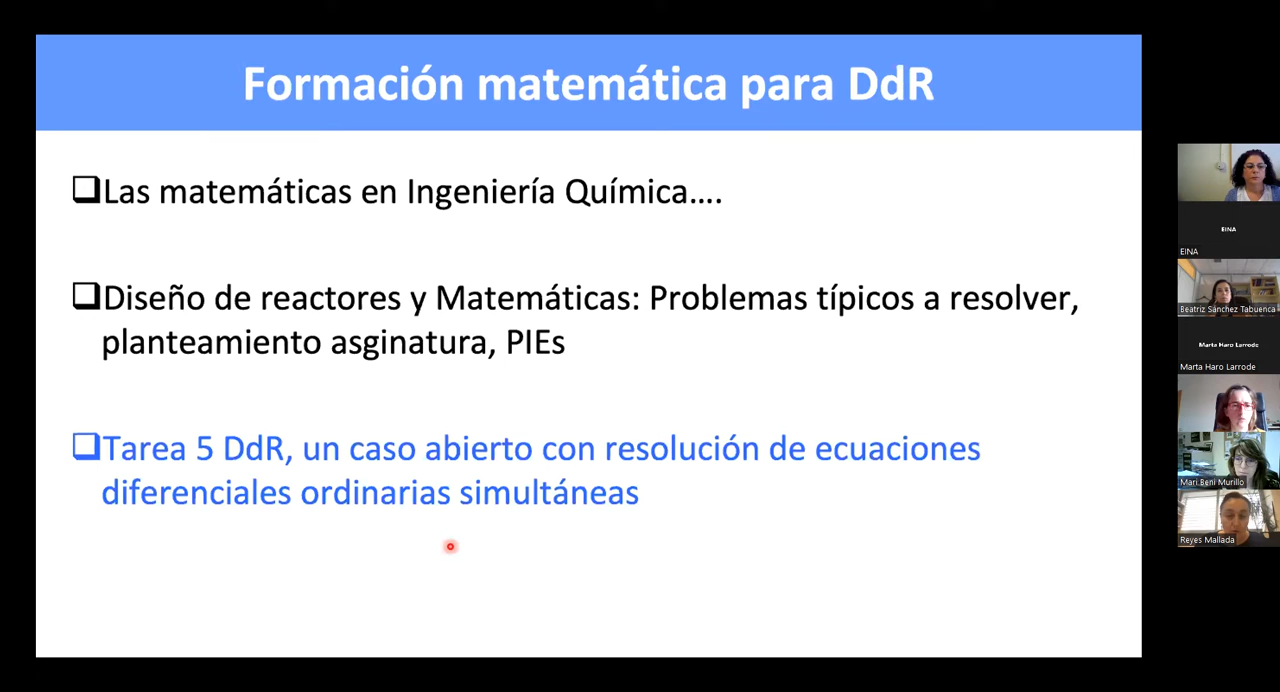 Formación matemática para DdR
❑Las matemáticas en Ingeniería Química....
❑Diseño de reactores y Matemáticas: Problemas típicos a resolver,
planteamiento asginatura, PIEs
❑Tarea 5 DdR, un caso abierto con resolución de ecuaciones
diferenciales ordinarias simultáneas
EINA
EINA
Beatriz Sánchez Tabuenca
Marta Haro Larrode
Marta Haro Larrode
Mari.Beni Murillo
Reyes Mallada